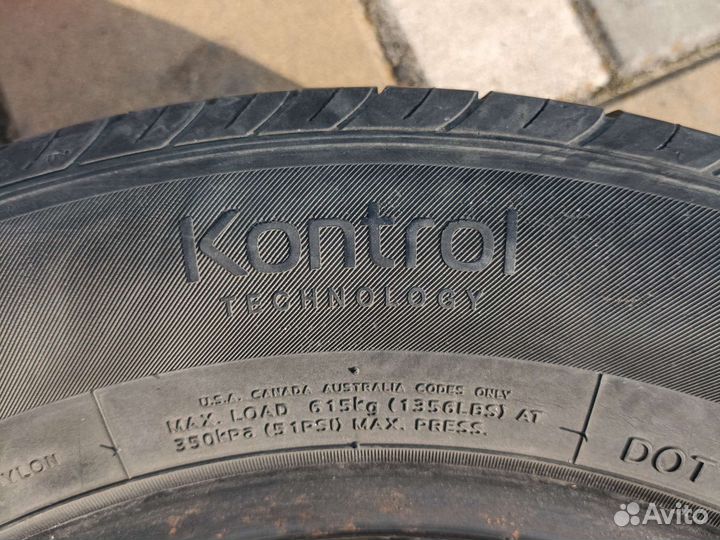 Kontrol
TECHNOLOGY
U.S.A. CANADA AUSTRALIA CODES ONLY
MAX. LOAD 615kg (1356LBS) AT
350kPa (51PSI) MAX. PRESS.
YLON
DOT
Avito